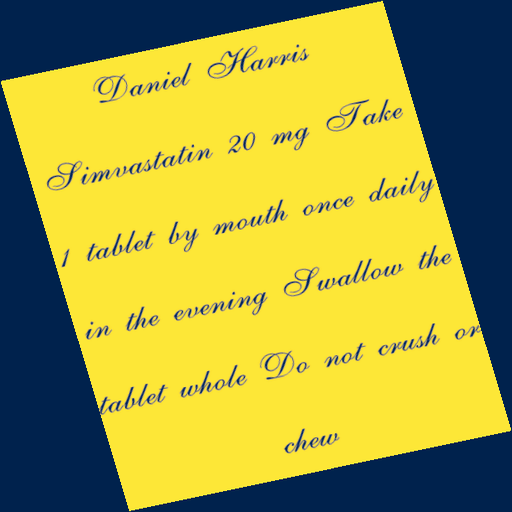 Daniel Harris
Simvastatin 20 mg Take
1 tablet by mouth once daily
in the evening Swallow the
tablet whole Do not crush or
chew